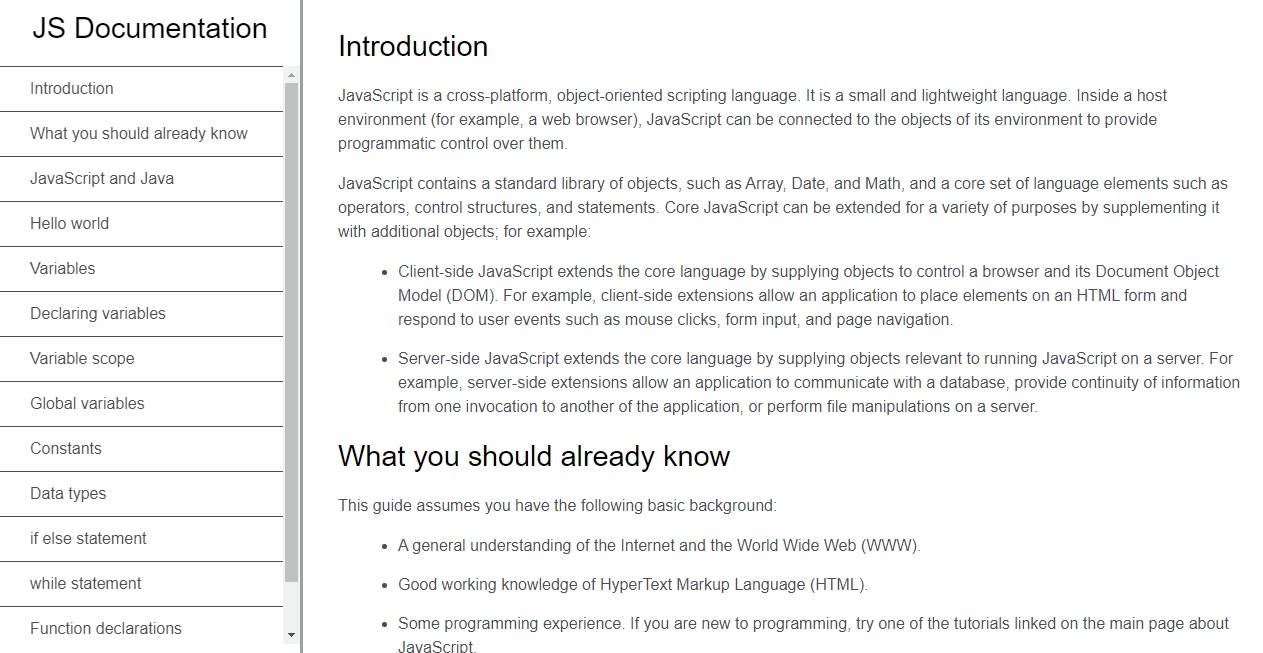 JS Documentation
Introduction
What you should already know
JavaScript and Java
Hello world
Variables
Declaring variables
Variable scope
Global variables
Constants
Data types
if else statement
while statement
Function declarations
Introduction
JavaScript is a cross-platform, object-oriented scripting language. It is a small and lightweight language. Inside a host
environment (for example, a web browser), JavaScript can be connected to the objects of its environment to provide
programmatic control over them.
JavaScript contains a standard library of objects, such as Array, Date, and Math, and a core set of language elements such as
operators, control structures, and statements. Core JavaScript can be extended for a variety of purposes by supplementing it
with additional objects; for example:
• Client-side JavaScript extends the core language by supplying objects to control a browser and its Document Object
Model (DOM). For example, client-side extensions allow an application to place elements on an HTML form and
respond to user events such as mouse clicks, form input, and page navigation.
• Server-side JavaScript extends the core language by supplying objects relevant to running JavaScript on a server. For
example, server-side extensions allow an application to communicate with a database, provide continuity of information
from one invocation to another of the application, or perform file manipulations on a server.
What you should already know
This guide assumes you have the following basic background:
• A general understanding of the Internet and the World Wide Web (WWW).
• Good working knowledge of HyperText Markup Language (HTML).
• Some programming experience. If you are new to programming, try one of the tutorials linked on the main page about
JavaScript.